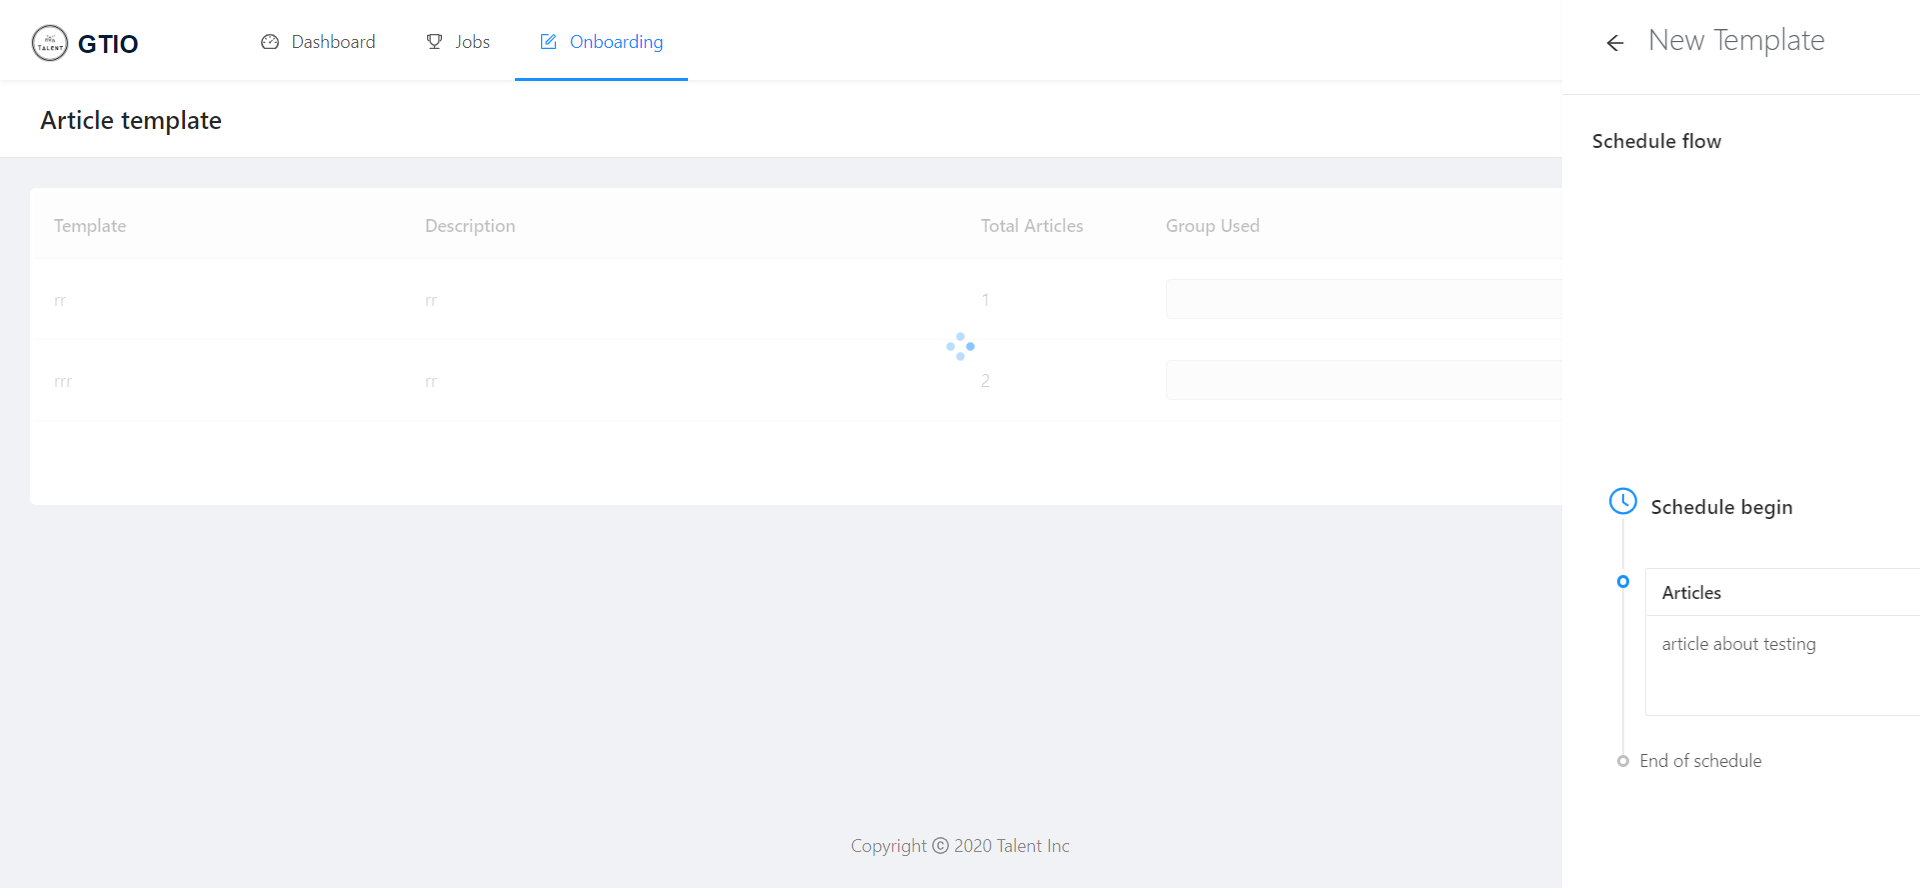 TALENT
GTIO
Dashboard
Jobs
Onboarding
New Template
Article template
Schedule flow
Template
Description
Total Articles
Group Used
rr
rr
1
rrr
rr
2
Schedule begin
Articles
article about testing
End of schedule
Copyright © 2020 Talent Inc